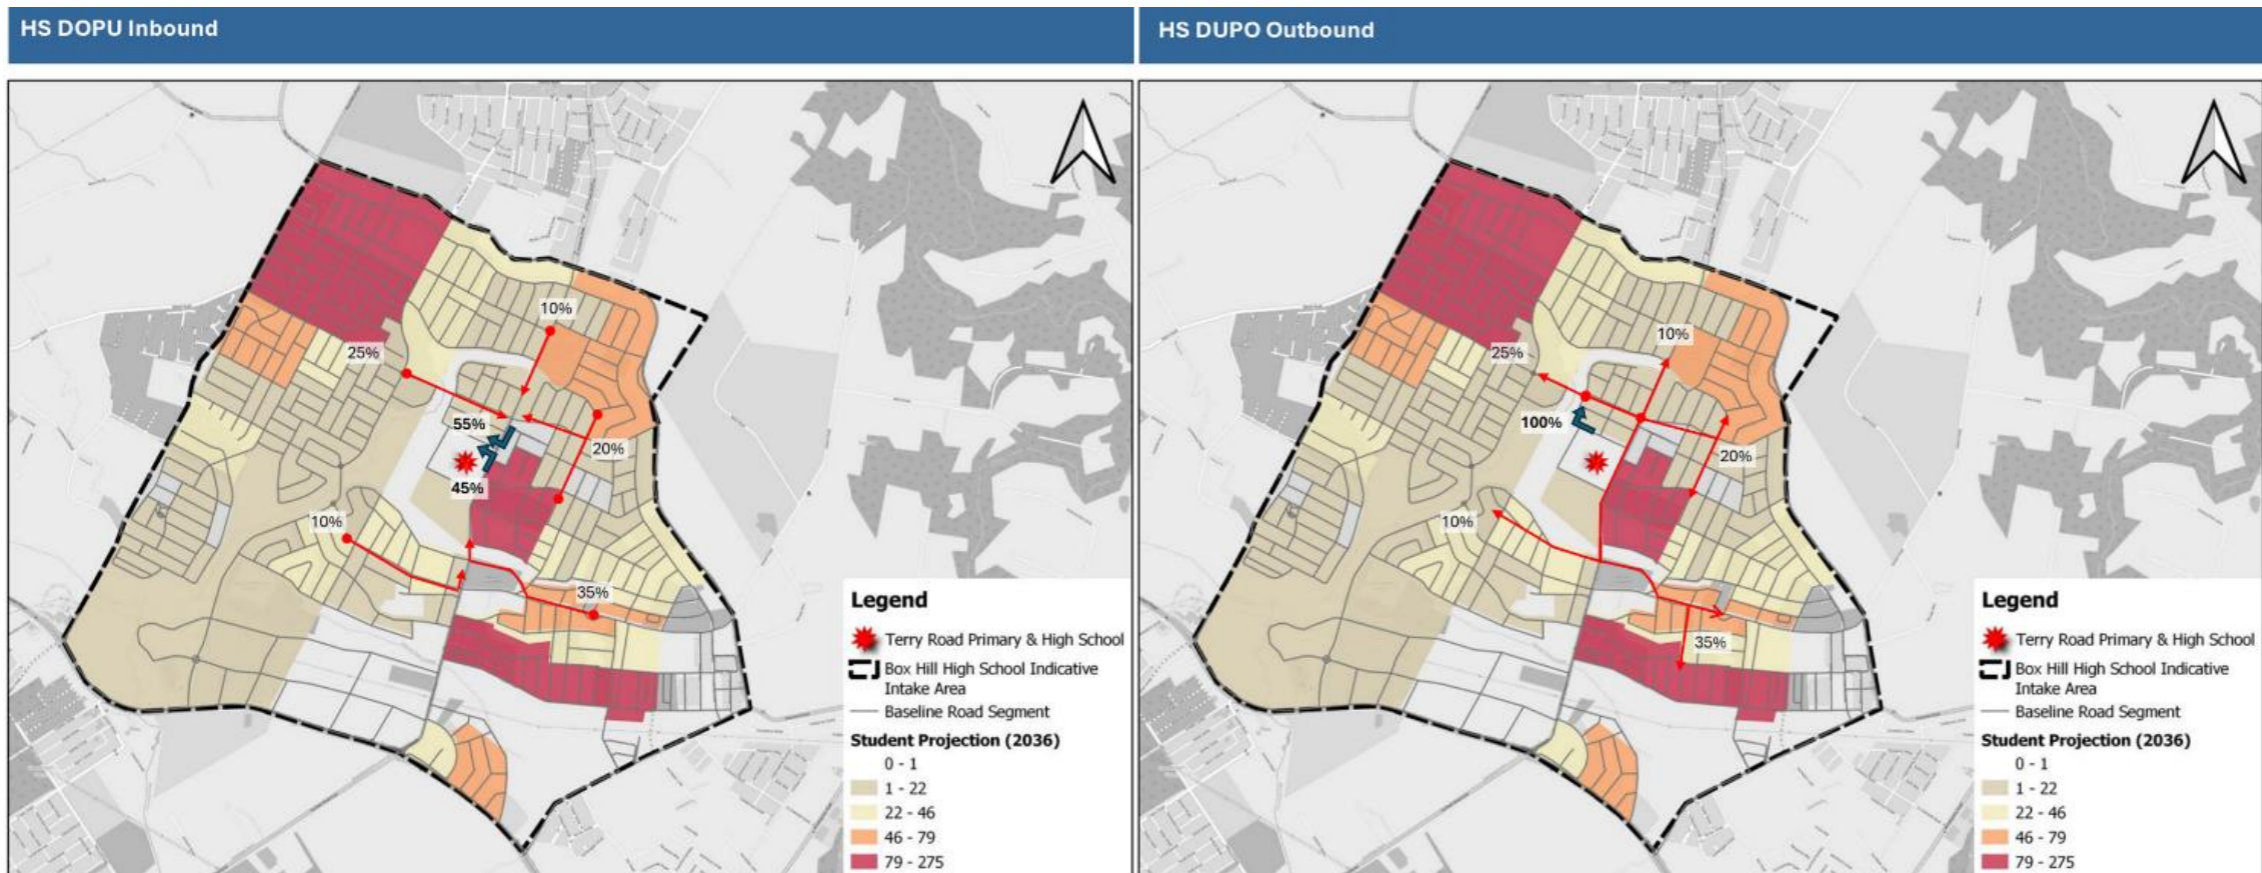 HS DOPU Inbound
10%
25%
55%
20%
45%
10%
35%
Legend
Terry Road Primary & High School
Box Hill High School Indicative
Intake Area
Baseline Road Segment
Student Projection (2036)
0 - 1
1 - 22
22 - 46
46 - 79
79 - 275
HS DUPO Outbound
10%
25%
100%
20%
10%
35%
Legend
Terry Road Primary & High School
Box Hill High School Indicative
Intake Area
Baseline Road Segment
Student Projection (2036)
0 - 1
1 - 22
22 - 46
46 - 79
79 - 275